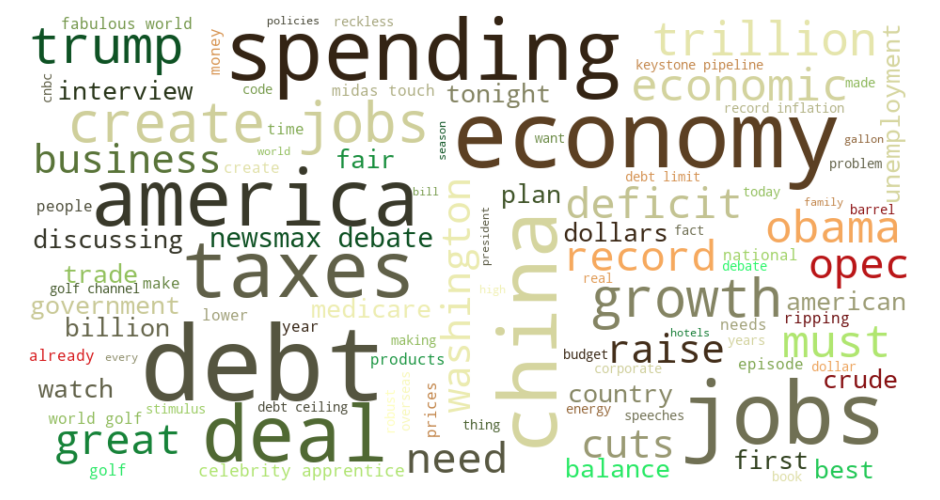 fabulous world
policies
reckless
trump
money
spending
trillion
unemployment
keystone pipeline
cnbc
interview
code
midas touch
tonight
economic
made
create jobs
time
season
record inflation
economy
want
gallon
world
business
create
fair
problem
america
bill
plan
debt limit
today
people
deficit
family
barrel
discussing
newsmax debate
washington
president
china
dollars
fact
obama
taxes
record
national
debate
opec
trade
make
golf channel
real
growth
american
government
medicare
high
billion
lower
year
hotels
needs
years
ripping
must
already
every
debt
making
products
budget
raise
corporate
episode
dollar
crude
watch
robust
overseas
prices
country
energy
speeches
jobs
world golf
stimulus
debt ceiling
deal
thing
great
need
cuts
first
golf
celebrity apprentice
balance
book
best